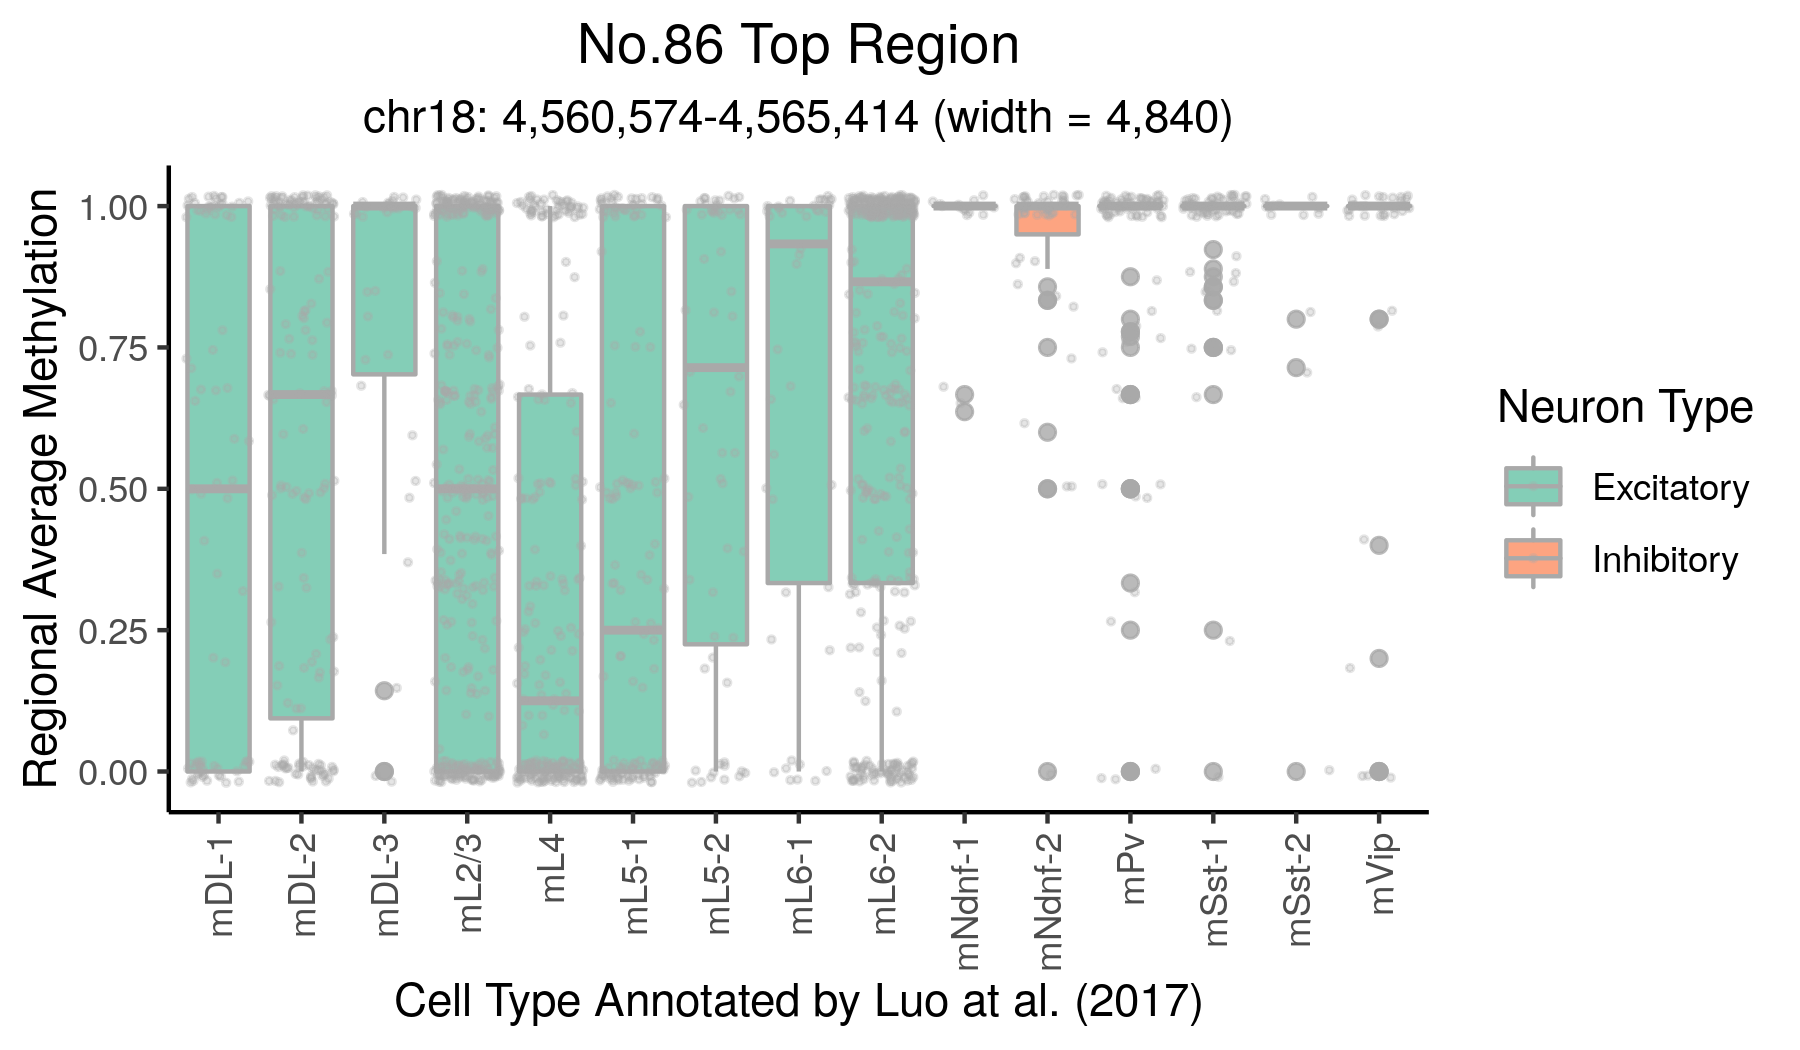 No.86 Top Region
chr18: 4,560,574-4,565,414 (width = 4,840)
Regional Average Methylation
1.00
0.75
0.50
0.25
0.00
mDL-1
mDL-2
mDL-3
mL2/3
mL4
mL5-1
mL5-2
mL6-1
mL6-2
mNdnf-1
mNdnf-2
mPv
mSst-1
mSst-2
mVip
Cell Type Annotated by Luo at al. (2017)
Neuron Type
Excitatory
Inhibitory